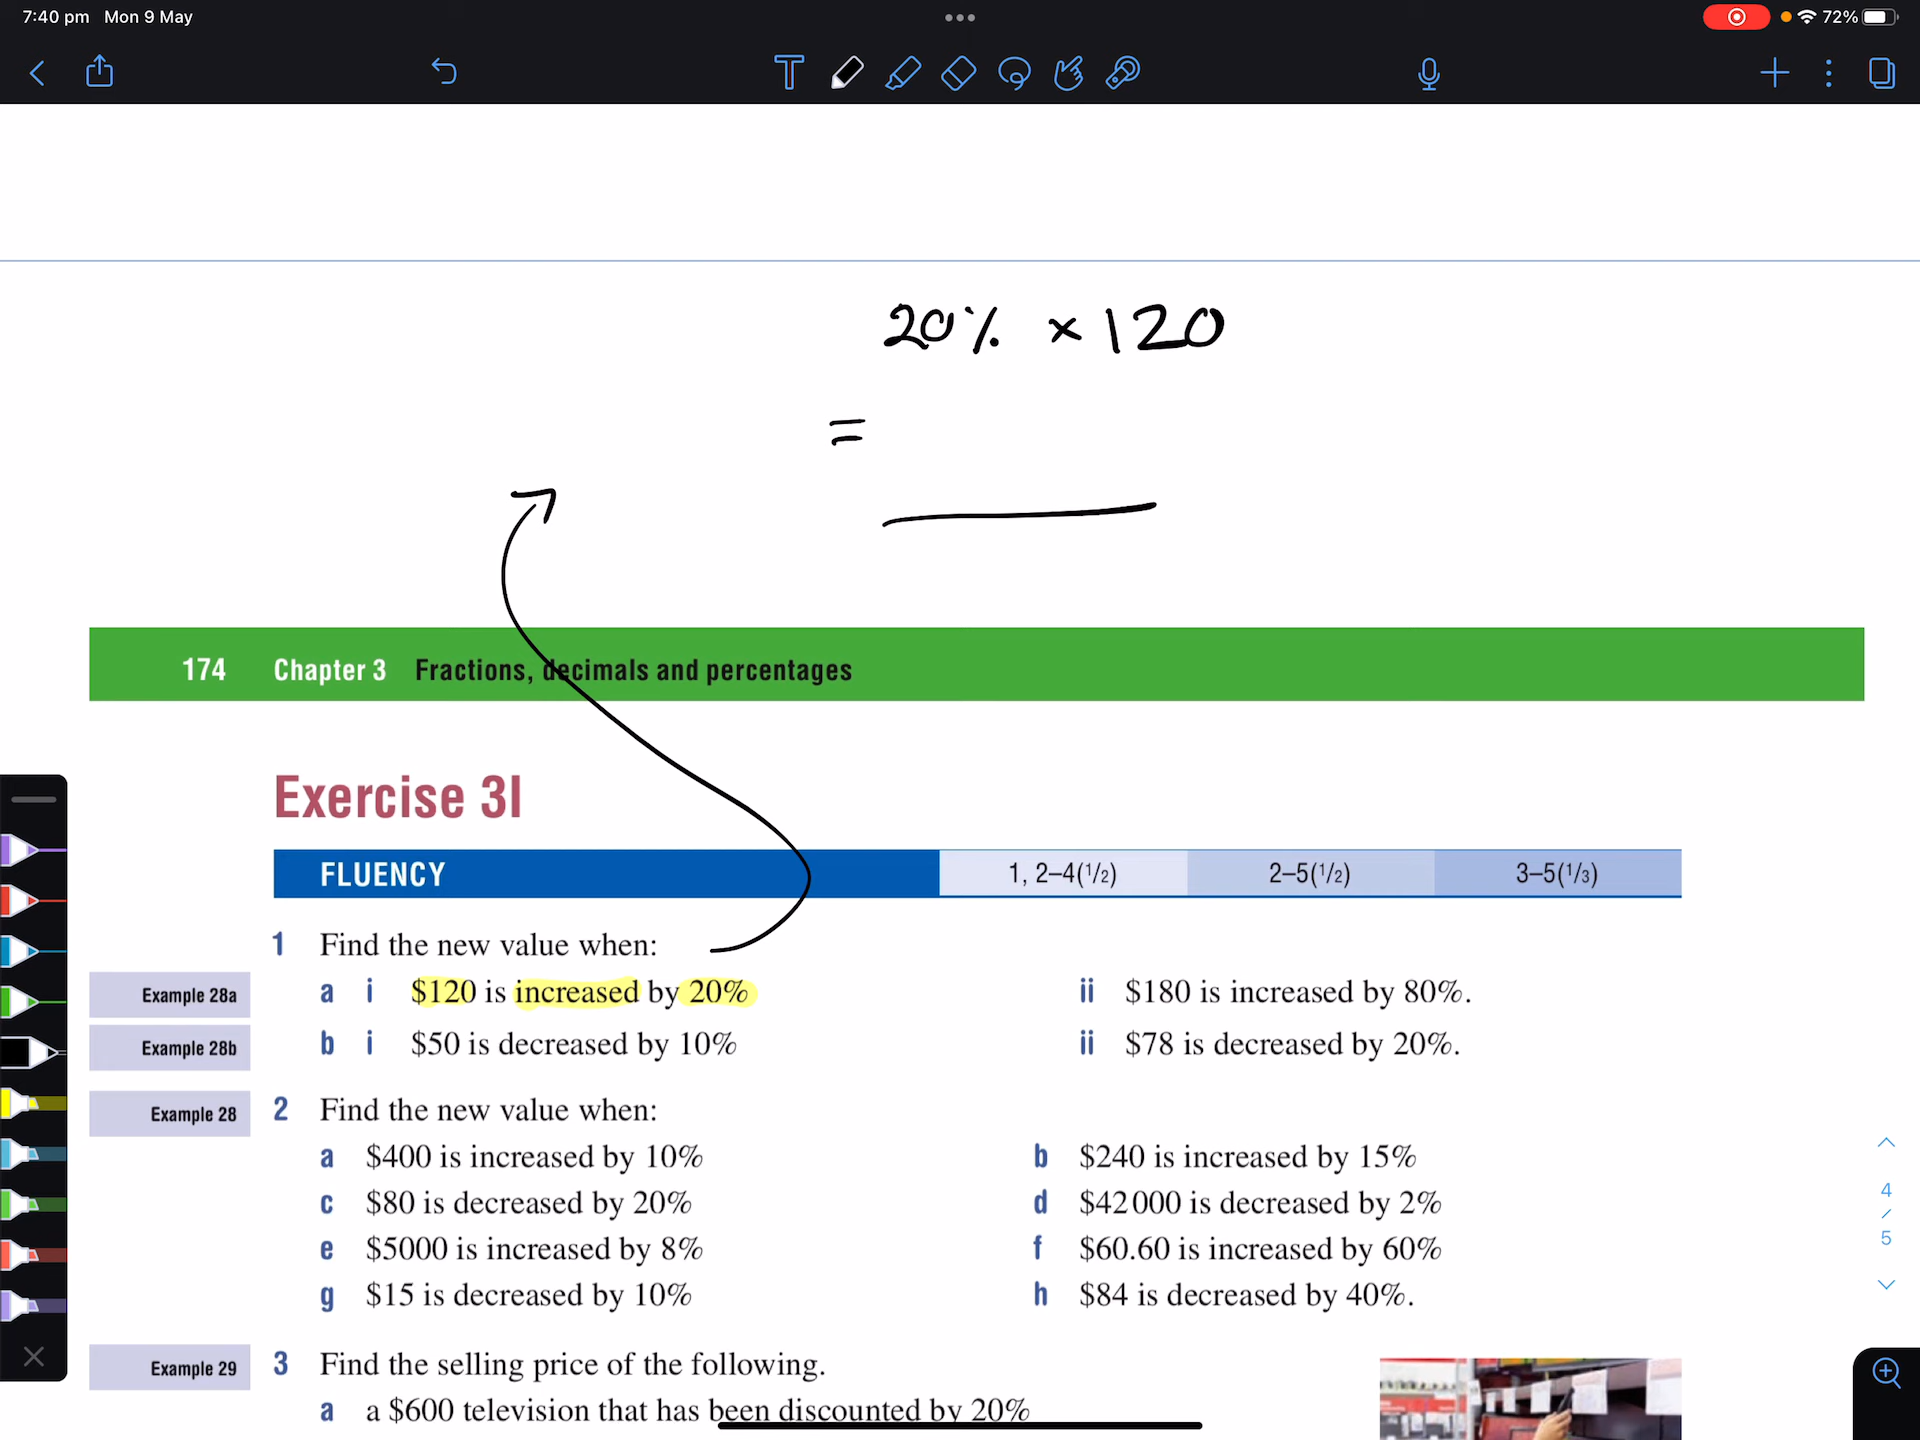 7:40 pm Mon 9 May
72%
20% × 120
=
174 Chapter 3 Fractions, decimals and percentages
Exercise 3I
FLUENCY 1, 2–4(1/2) 2–5(1/2) 3–5(1/3)
1 Find the new value when:
Example 28a a i $120 is increased by 20% ii $180 is increased by 80%.
Example 28b b i $50 is decreased by 10% ii $78 is decreased by 20%.
Example 28 2 Find the new value when:
a $400 is increased by 10% b $240 is increased by 15%
c $80 is decreased by 20% d $42 000 is decreased by 2%
e $5000 is increased by 8% f $60.60 is increased by 60%
g $15 is decreased by 10% h $84 is decreased by 40%.
4
/
5
Example 29 3 Find the selling price of the following.
a a $600 television that has been discounted by 20%